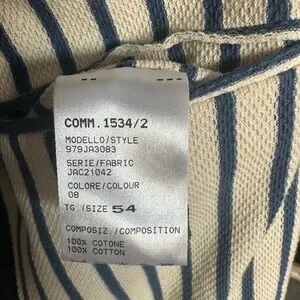 COMM.1534/2
MODELLO/STYLE
979JA3083
SERIE/FABRIC
JAC21042
COLORE/COLOUR
08
TG./SIZE 54
COMPOSIZ./COMPOSITION
100% COTONE
100% COTTON